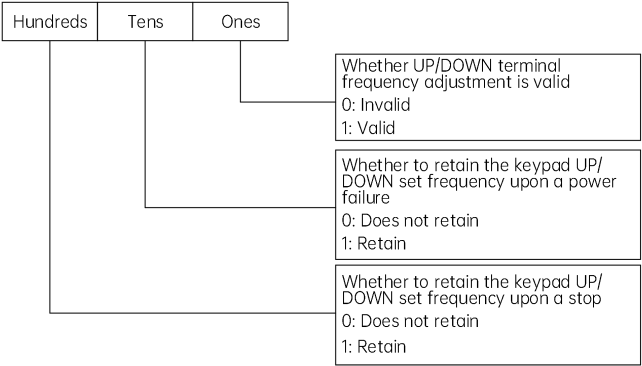 Hundreds Tens Ones
Whether UP/DOWN terminal
frequency adjustment is valid
0: Invalid
1: Valid
Whether to retain the keypad UP/
DOWN set frequency upon a power
failure
0: Does not retain
1: Retain
Whether to retain the keypad UP/
DOWN set frequency upon a stop
0: Does not retain
1: Retain